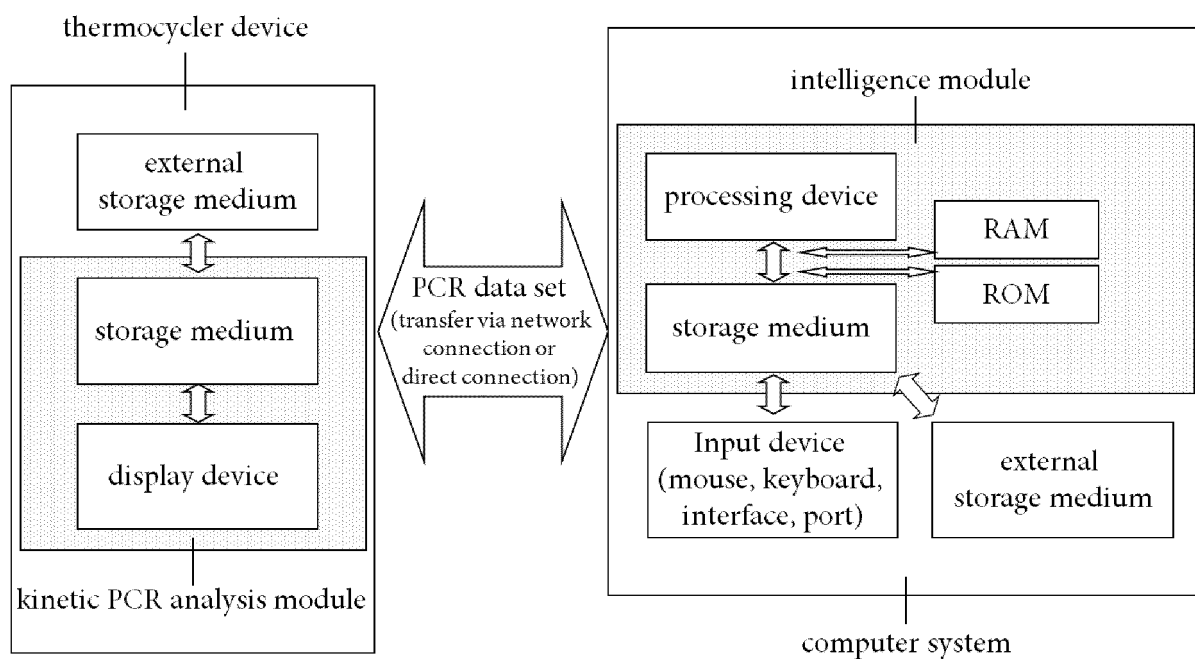 thermocycler device
external
storage medium
storage medium
display device
kinetic PCR analysis module
PCR data set
(transfer via network
connection or
direct connection)
intelligence module
processing device
RAM
ROM
storage medium
Input device
(mouse, keyboard,
interface, port)
external
storage medium
computer system